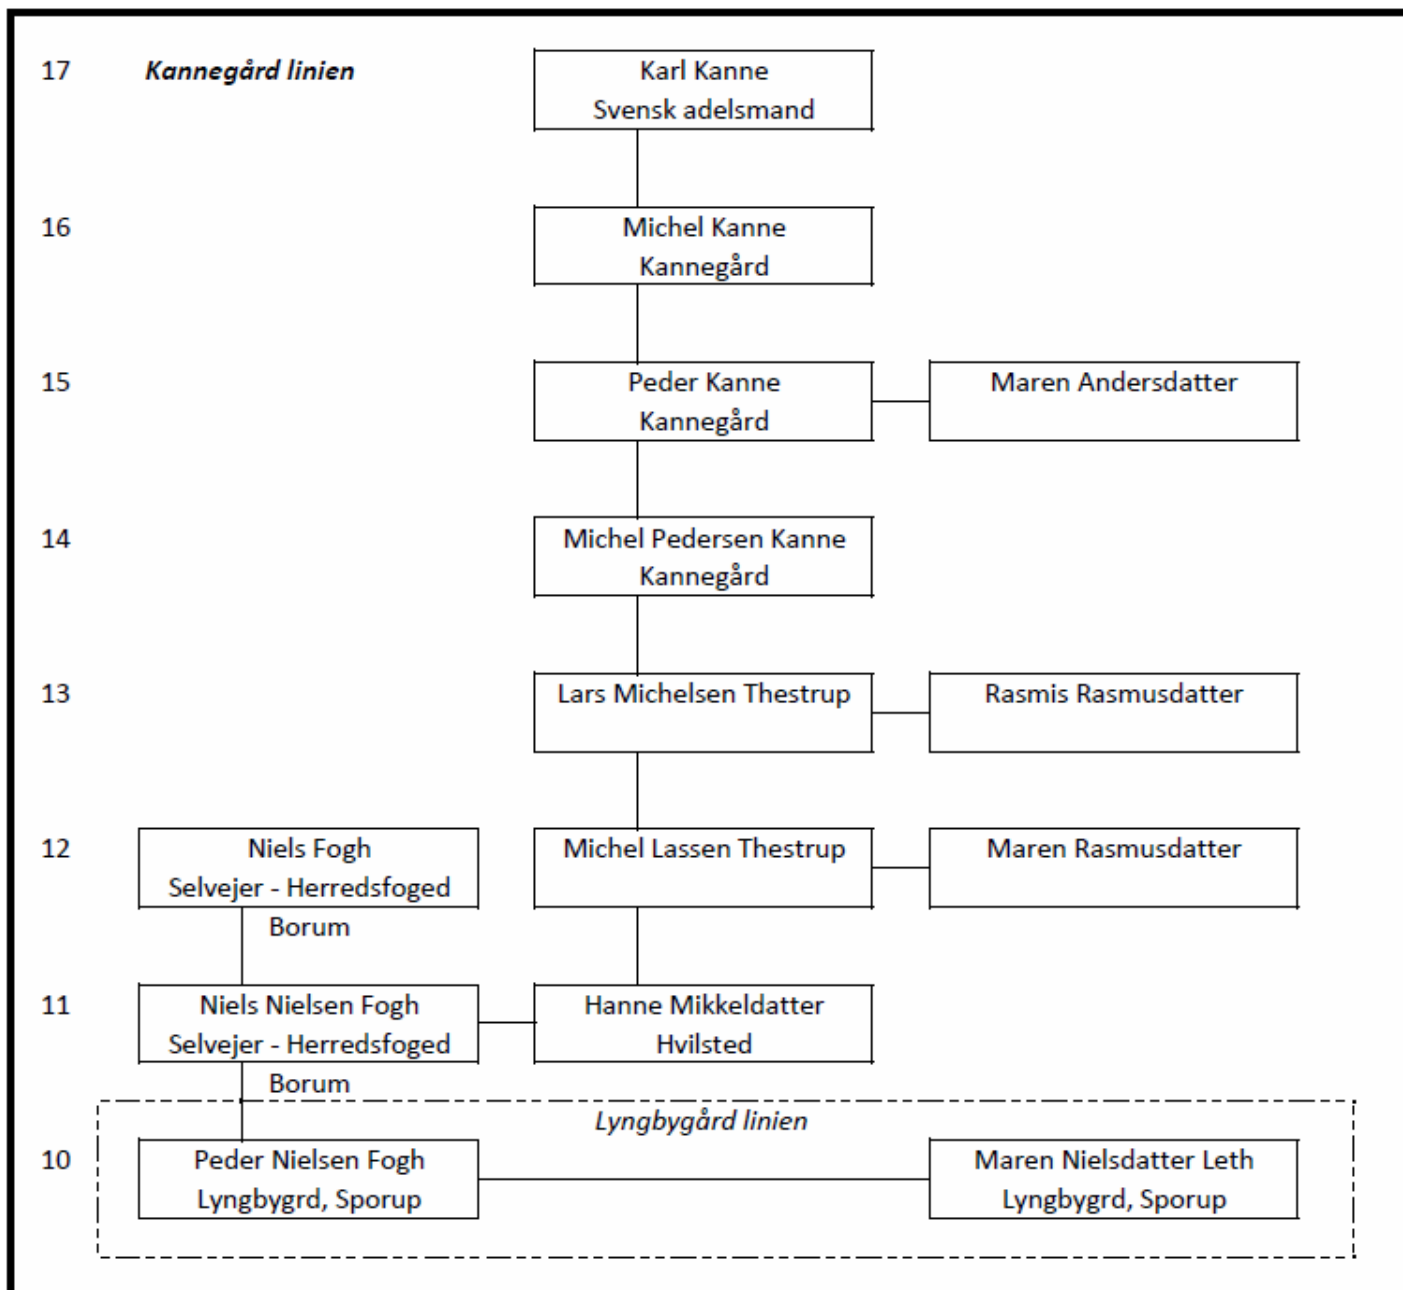 17 Kannegård linien Karl Kanne
Svensk adelsmand
16 Michel Kanne
Kannegård
15 Peder Kanne Maren Andersdatter
Kannegård
14 Michel Pedersen Kanne
Kannegård
13 Lars Michelsen Thestrup Rasmis Rasmusdatter
12 Niels Fogh Michel Lassen Thestrup Maren Rasmusdatter
Selvejer - Herredsfoged
Borum
11 Niels Nielsen Fogh Hanne Mikkeldatter
Selvejer - Herredsfoged Hvilsted
Borum
Lyngbygård linien
10 Peder Nielsen Fogh Maren Nielsdatter Leth
Lyngbygrd, Sporup Lyngbygrd, Sporup